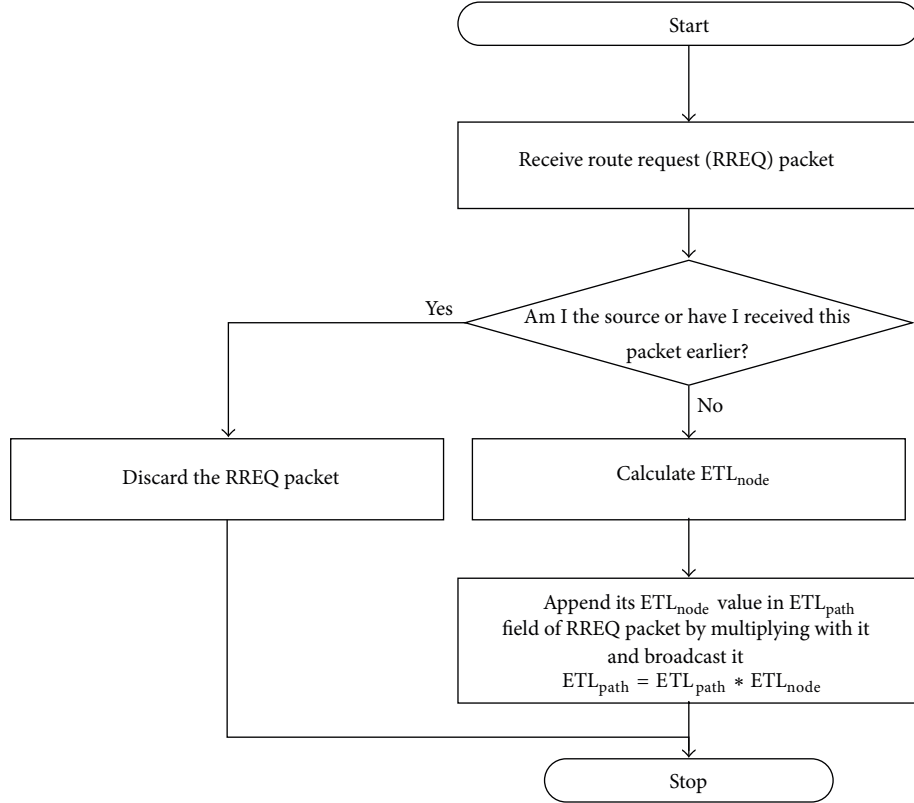 Start
Receive route request (RREQ) packet
Am I the source or have I received this
packet earlier?
Yes
No
Discard the RREQ packet
Calculate ETL_node
Append its ETL_node value in ETL_path
field of RREQ packet by multiplying with it
and broadcast it
ETL_path = ETL_path * ETL_node
Stop